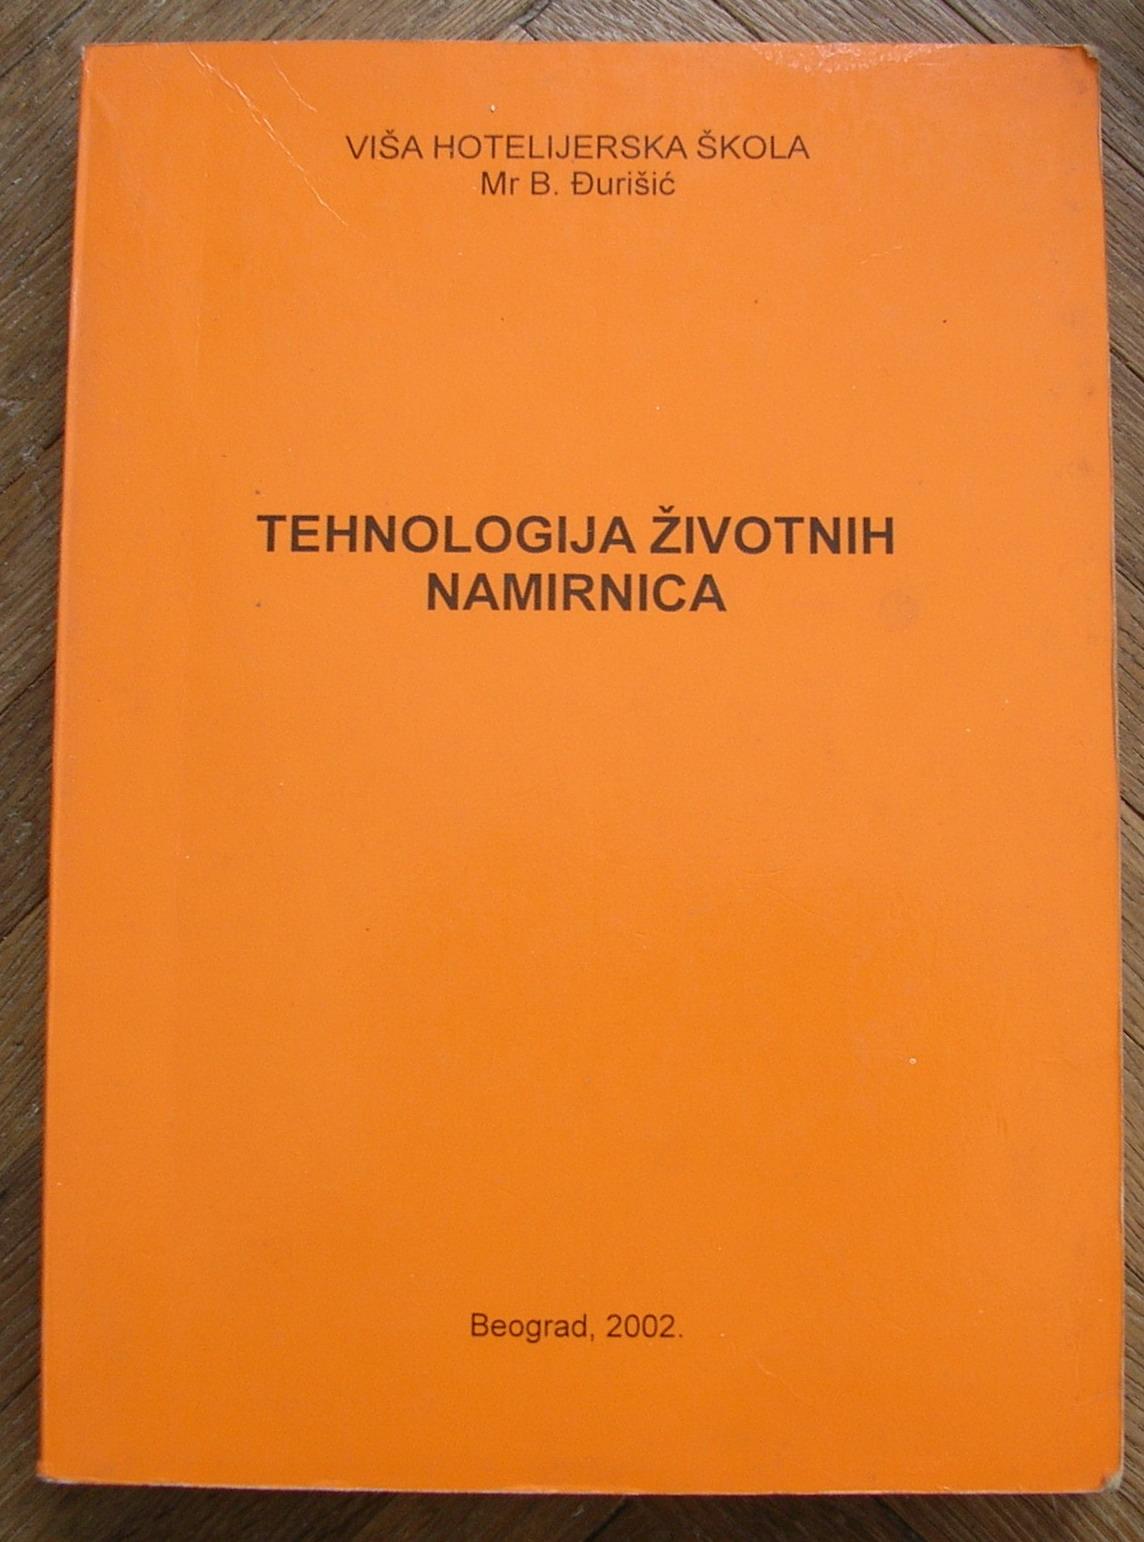 VIŠA HOTELIJERSKA ŠKOLA
Mr B. Đurišić
TEHNOLOGIJA ŽIVOTNIH
NAMIRNICA
Beograd, 2002.